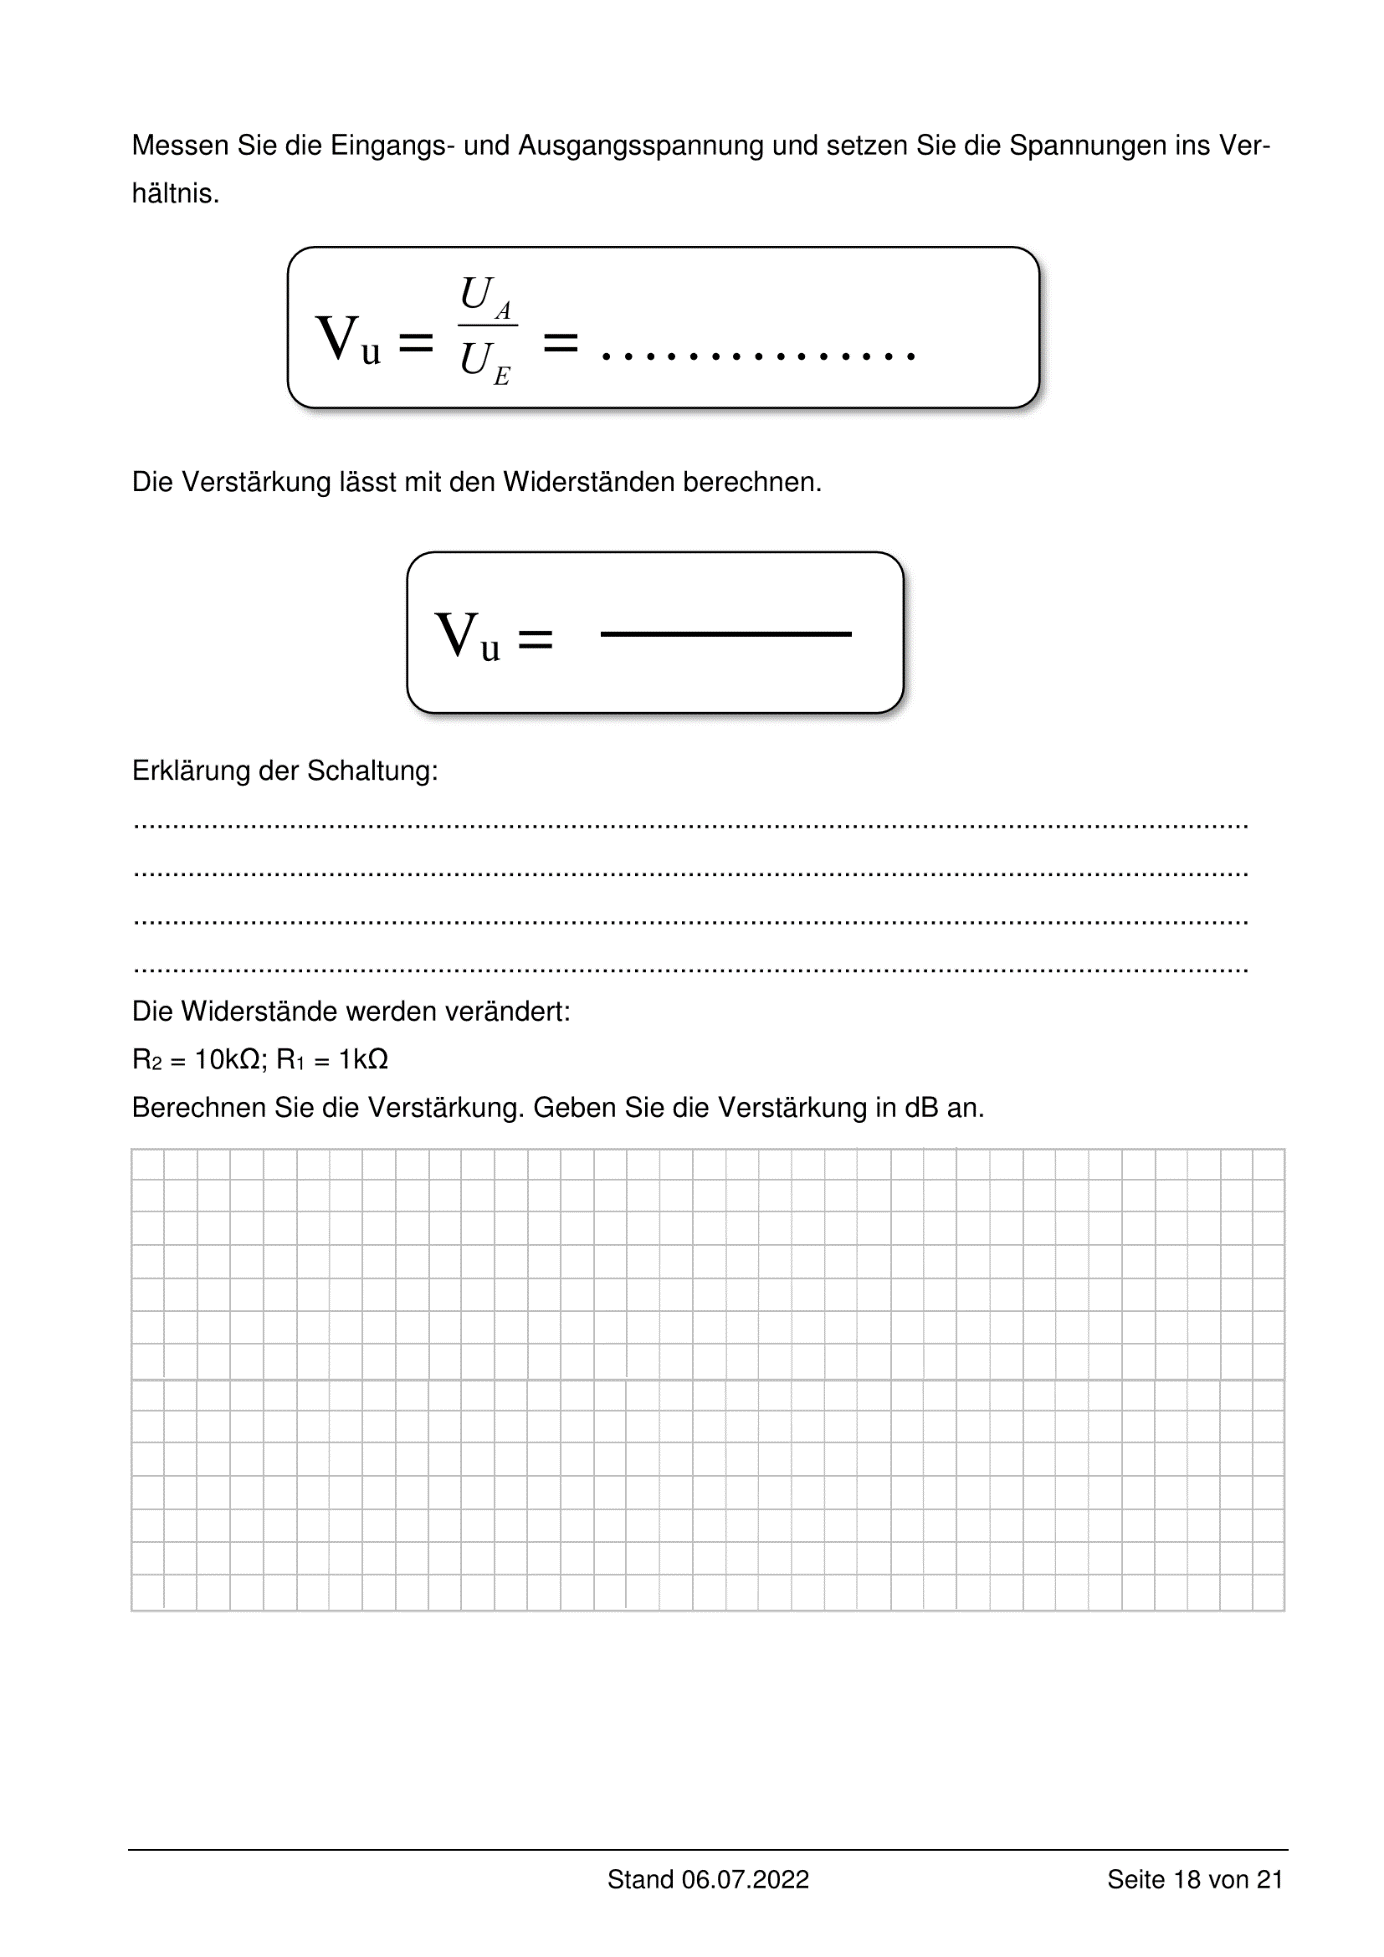 Messen Sie die Eingangs- und Ausgangsspannung und setzen Sie die Spannungen ins Ver-
hältnis.
Vu = UA/UE = ...............
Die Verstärkung lässt mit den Widerständen berechnen.
Vu = 
Erklärung der Schaltung:
................................................................................
................................................................................
................................................................................
................................................................................
Die Widerstände werden verändert:
R2 = 10kΩ; R1 = 1kΩ
Berechnen Sie die Verstärkung. Geben Sie die Verstärkung in dB an.
Stand 06.07.2022 Seite 18 von 21